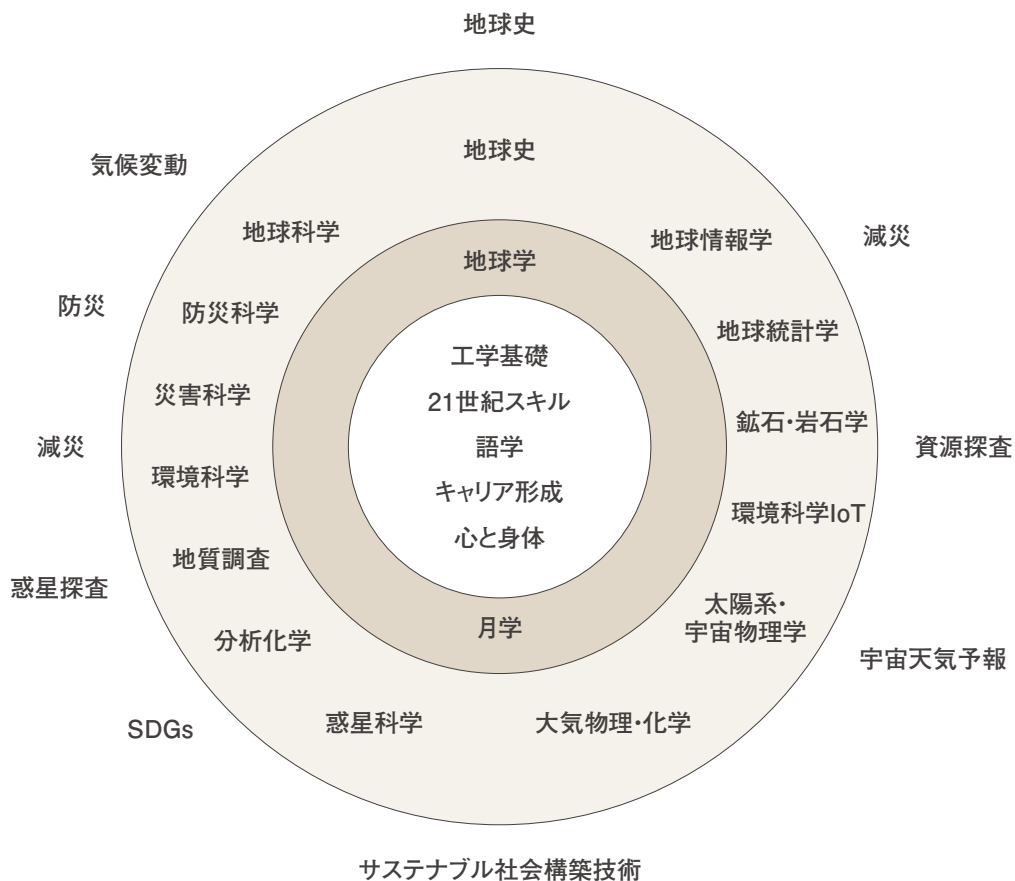 地球史
地球史
気候変動
地球科学
地球情報学
減災
地球学
防災
防災科学
地球統計学
工学基礎
21世紀スキル
災害科学
鉱石・岩石学
減災
語学
資源探査
環境科学
キャリア形成
環境科学IoT
心と身体
地質調査
惑星探査
太陽系・
宇宙物理学
月学
分析化学
宇宙天気予報
SDGs
惑星科学
大気物理・化学
サステナブル社会構築技術